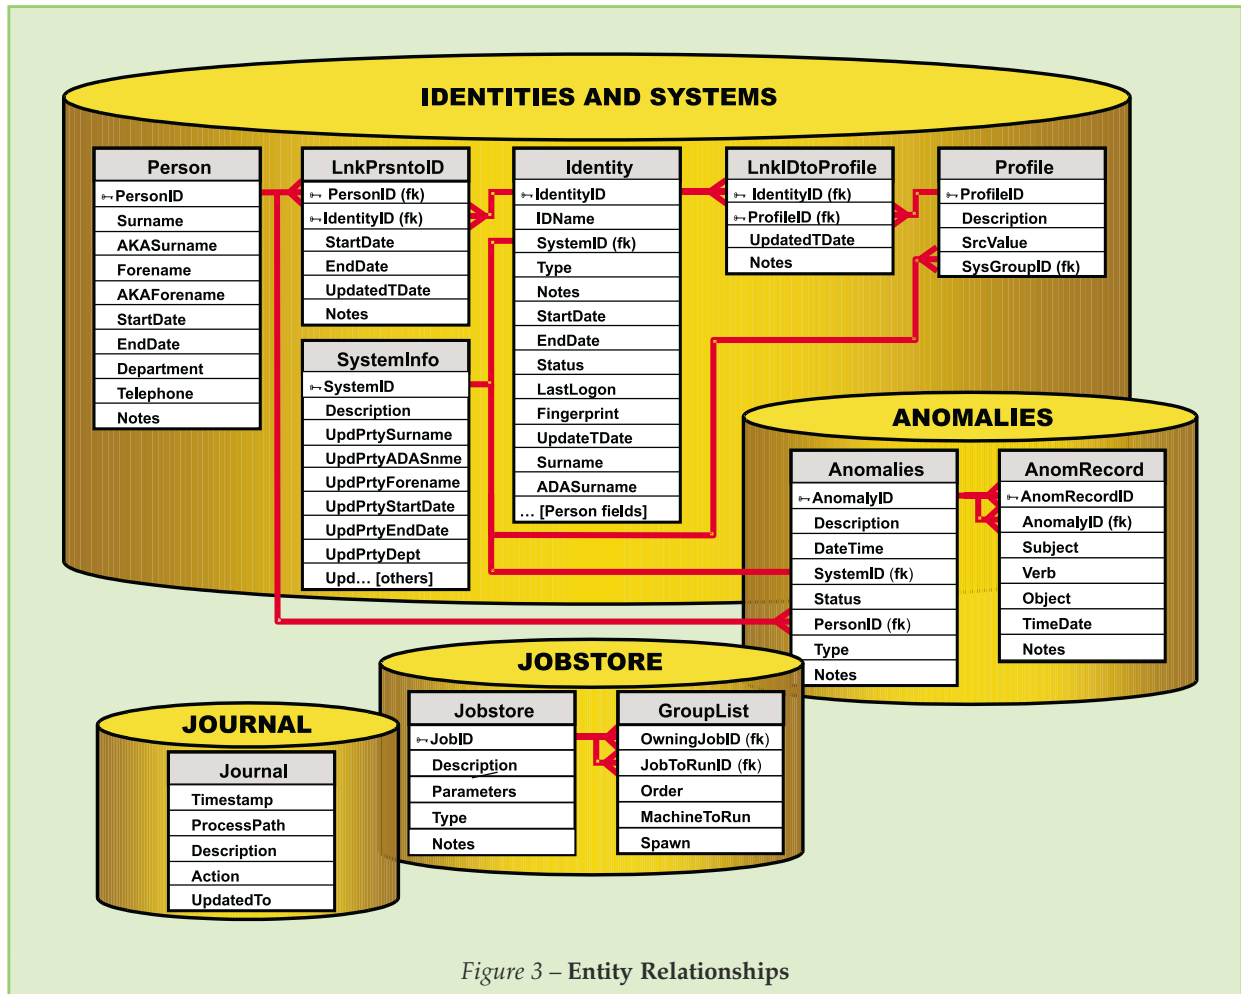 IDENTITIES AND SYSTEMS
Person
PersonID
Surname
AKASurname
Forename
AKAForename
StartDate
EndDate
Department
Telephone
Notes
LnkPrsntoID
PersonID (fk)
IdentityID (fk)
StartDate
EndDate
UpdatedTDate
Notes
SystemInfo
SystemID
Description
UpdPrtySurname
UpdPrtyADASnme
UpdPrtyForename
UpdPrtyStartDate
UpdPrtyEndDate
UpdPrtyDept
Upd... [others]
Identity
IdentityID
IDName
SystemID (fk)
Type
Notes
StartDate
EndDate
Status
LastLogon
Fingerprint
UpdateTDate
Surname
ADASurname
... [Person fields]
LnkIDtoProfile
IdentityID (fk)
ProfileID (fk)
UpdatedTDate
Notes
Profile
ProfileID
Description
SrcValue
SysGroupID (fk)
ANOMALIES
Anomalies
AnomalyID
Description
DateTime
SystemID (fk)
Status
PersonID (fk)
Type
Notes
AnomRecord
AnomRecordID
AnomalyID (fk)
Subject
Verb
Object
TimeDate
Notes
JOBSTORE
Jobstore
JobID
Description
Parameters
Type
Notes
GroupList
OwningJobID (fk)
JobToRunID (fk)
Order
MachineToRun
Spawn
JOURNAL
Journal
Timestamp
ProcessPath
Description
Action
UpdatedTo
Figure 3 – Entity Relationships